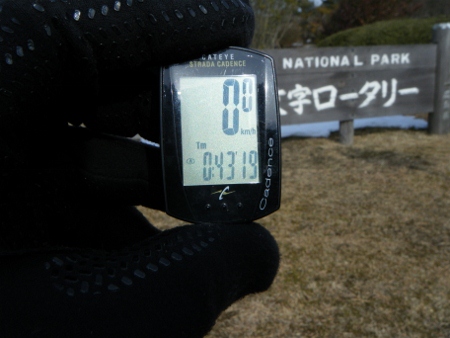 CATEYE
STRADA CADENCE
0.0
km/h
Tm
0:43'19
Cadence
NATIONAL PARK
文字ロータリー